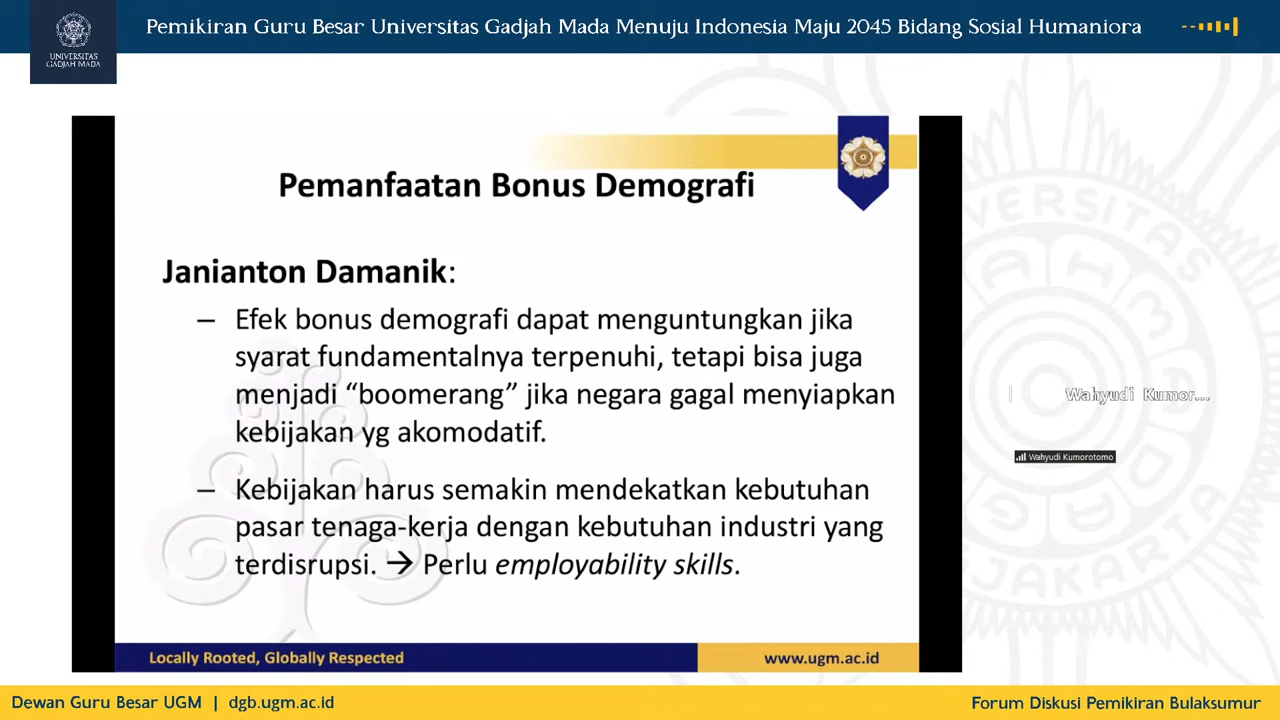 Pemikiran Guru Besar Universitas Gadjah Mada Menuju Indonesia Maju 2045 Bidang Sosial Humaniora
UNIVERSITAS
GADJAH MADA
Pemanfaatan Bonus Demografi
Janianton Damanik:
– Efek bonus demografi dapat menguntungkan jika
syarat fundamentalnya terpenuhi, tetapi bisa juga
menjadi “boomerang” jika negara gagal menyiapkan
kebijakan yg akomodatif.
– Kebijakan harus semakin mendekatkan kebutuhan
pasar tenaga-kerja dengan kebutuhan industri yang
terdisrupsi. → Perlu employability skills.
Locally Rooted, Globally Respected
www.ugm.ac.id
Wahyudi Kumor...
Wahyudi Kumorotomo
Dewan Guru Besar UGM | dgb.ugm.ac.id
Forum Diskusi Pemikiran Bulaksumur